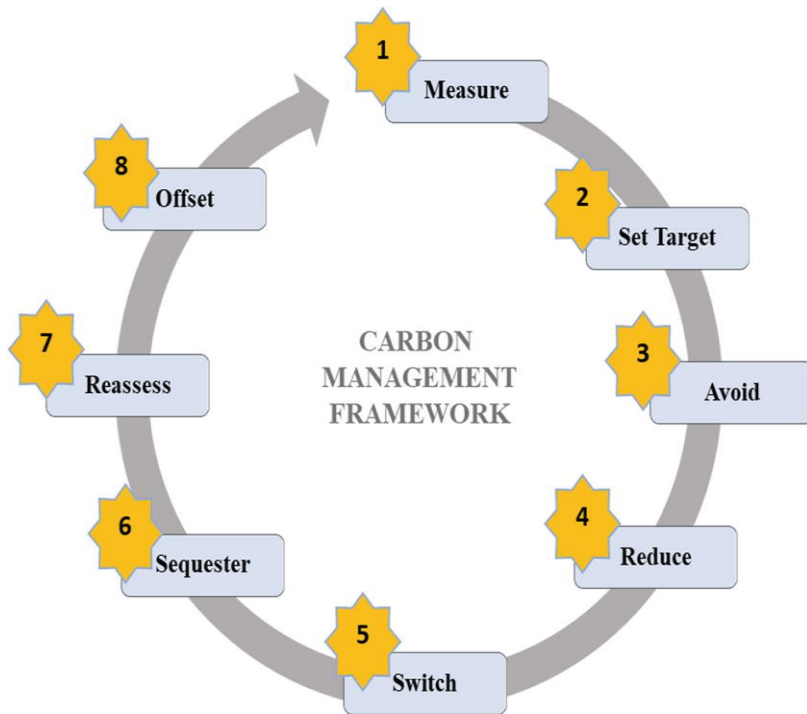 1
Measure
2
Set Target
3
Avoid
4
Reduce
5
Switch
6
Sequester
7
Reassess
8
Offset
CARBON
MANAGEMENT
FRAMEWORK